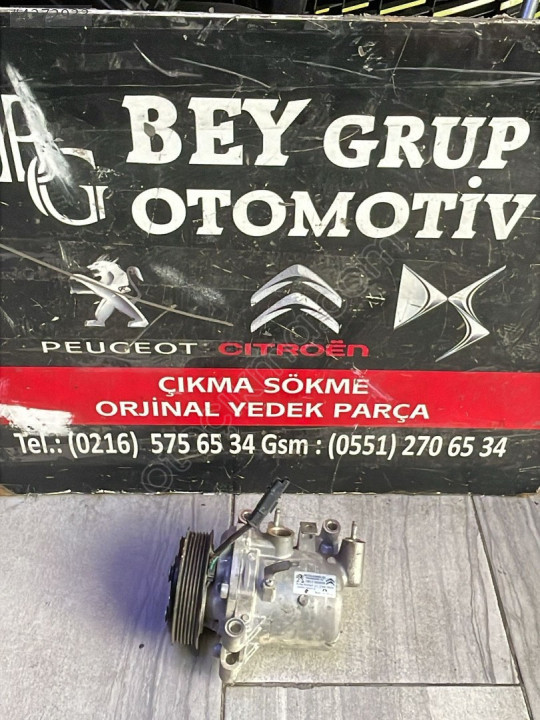 BEY GRUP
OTOMOTİV
PEUGEOT CITROËN
ÇIKMA SÖKME
ORJİNAL YEDEK PARÇA
Tel.: (0216) 575 65 34 Gsm : (0551) 270 65 34